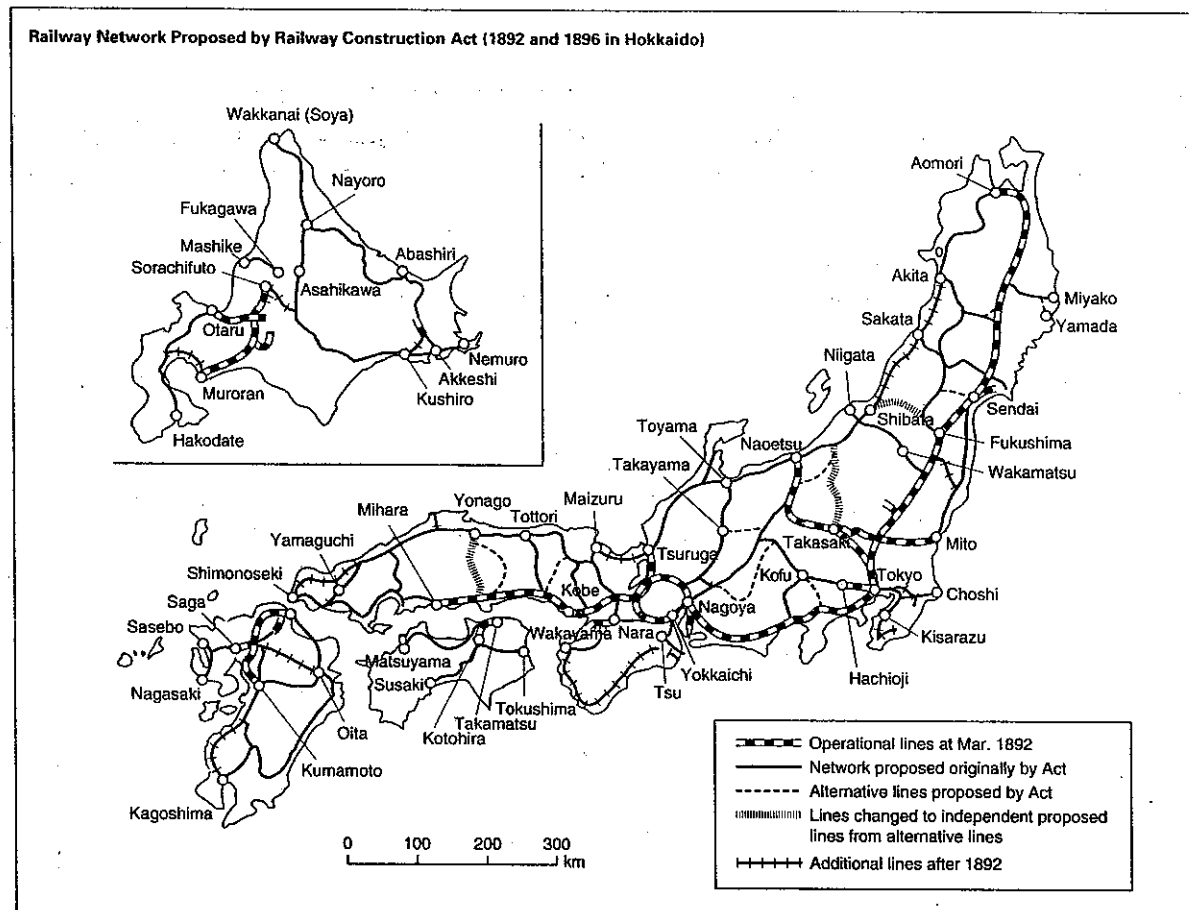 Railway Network Proposed by Railway Construction Act (1892 and 1896 in Hokkaido)
Wakkanai (Soya)
Nayoro
Fukagawa
Mashike
Sorachifuto
Abashiri
Asahikawa
Otaru
Nemuro
Akkeshi
Muroran
Kushiro
Hakodate
Aomori
Akita
Miyako
Sakata
Yamada
Niigata
Shibata
Sendai
Toyama
Naoetsu
Fukushima
Takayama
Wakamatsu
Mihara
Yonago
Maizuru
Tottori
Yamaguchi
Tsuruga
Takasaki
Mito
Shimonoseki
Kofu
Tokyo
Kobe
Choshi
Saga
Nagoya
Sasebo
Wakayama
Nara
Kisarazu
Matsuyama
Yokkaichi
Susaki
Tsu
Hachioji
Nagasaki
Tokushima
Takamatsu
Oita
Kotohira
Kumamoto
Kagoshima
Operational lines at Mar. 1892
Network proposed originally by Act
Alternative lines proposed by Act
Lines changed to independent proposed
lines from alternative lines
Additional lines after 1892
0 100 200 300
km